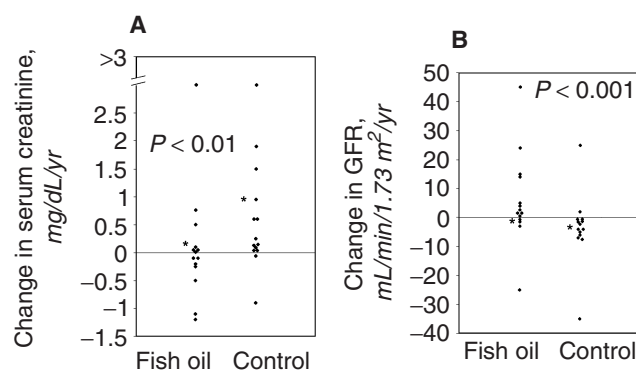 A
Change in serum creatinine,
mg/dL/yr
>3
2.5
2
1.5
1
0.5
0
−0.5
−1
−1.5
P < 0.01
*
*
Fish oil Control
B
Change in GFR,
mL/min/1.73 m²/yr
50
40
30
20
10
0
−10
−20
−30
−40
P < 0.001
*
*
Fish oil Control